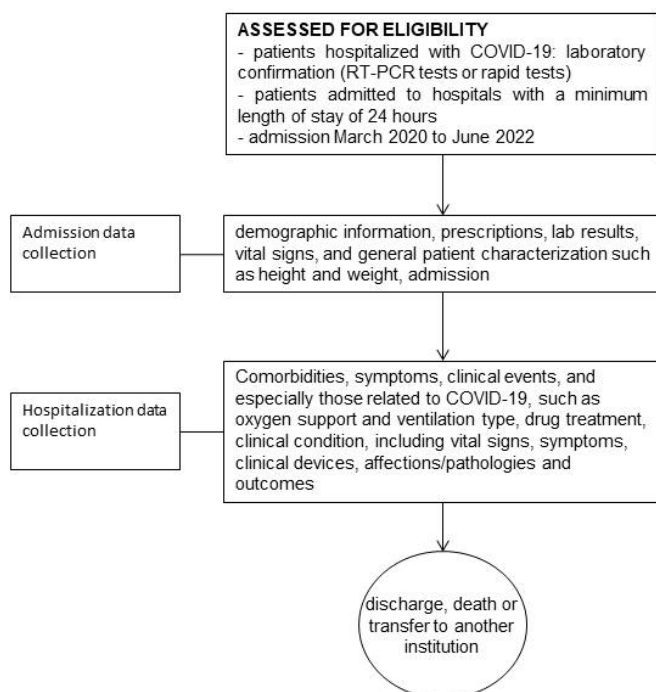 ASSESSED FOR ELIGIBILITY
- patients hospitalized with COVID-19: laboratory
confirmation (RT-PCR tests or rapid tests)
- patients admitted to hospitals with a minimum
length of stay of 24 hours
- admission March 2020 to June 2022
Admission data
collection
demographic information, prescriptions, lab results,
vital signs, and general patient characterization such
as height and weight, admission
Hospitalization data
collection
Comorbidities, symptoms, clinical events, and
especially those related to COVID-19, such as
oxygen support and ventilation type, drug treatment,
clinical condition, including vital signs, symptoms,
clinical devices, affections/pathologies and
outcomes
discharge, death or
transfer to another
institution